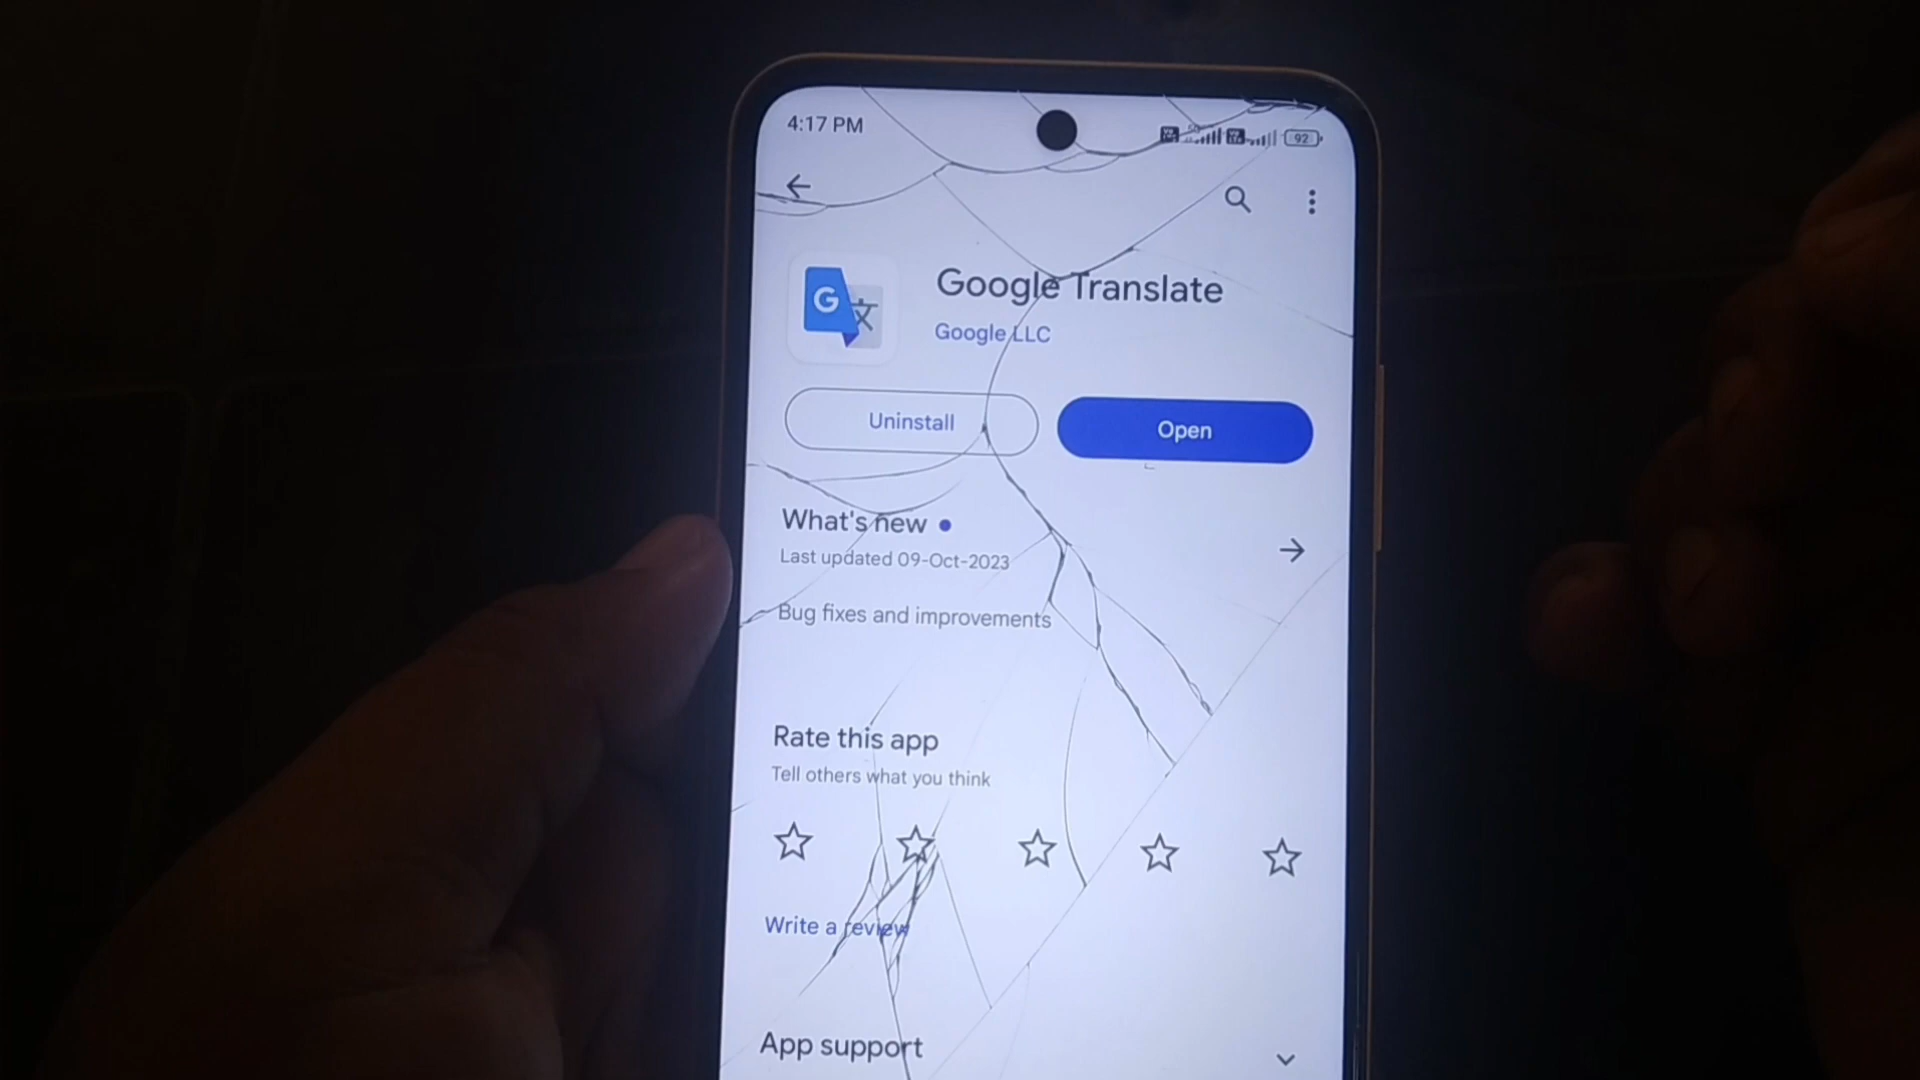 4:17 PM
92
Google Translate
Google LLC
Uninstall
Open
What's new
Last updated 09-Oct-2023
Bug fixes and improvements
Rate this app
Tell others what you think
Write a review
App support